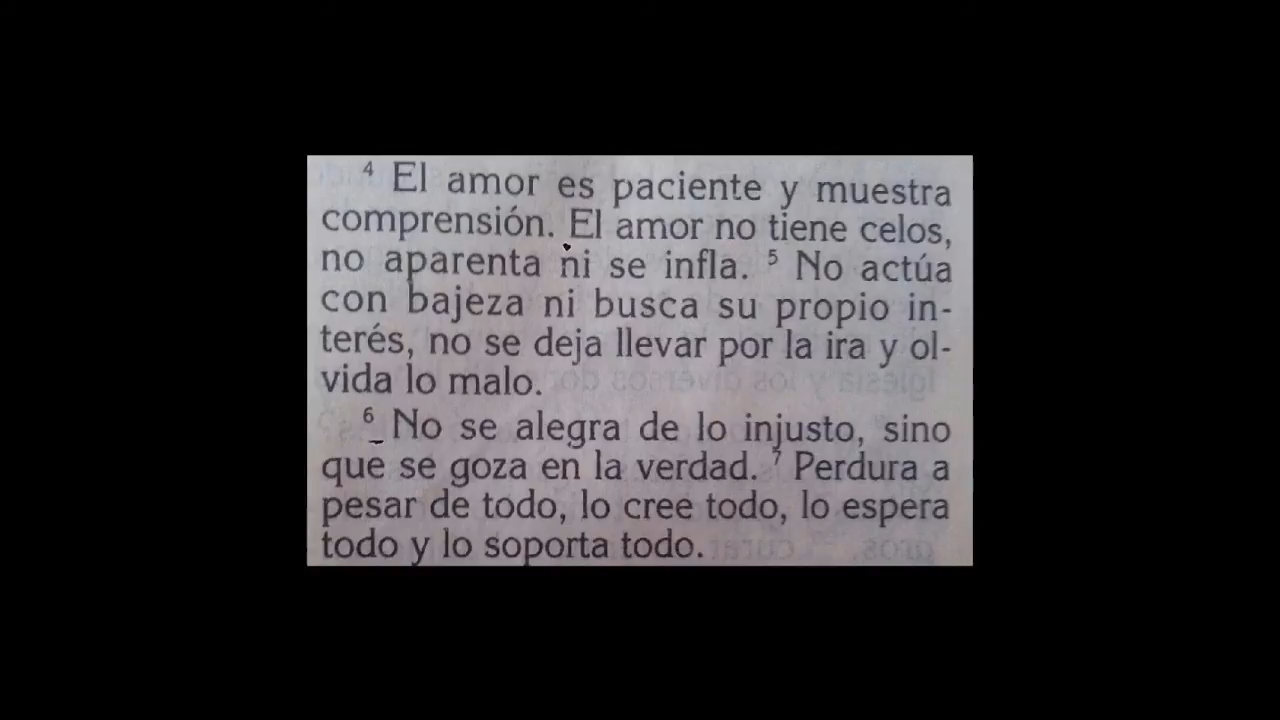 4 El amor es paciente y muestra
comprensión. El amor no tiene celos,
no aparenta ni se infla. 5 No actúa
con bajeza ni busca su propio in-
terés, no se deja llevar por la ira y ol-
vida lo malo.
6 No se alegra de lo injusto, sino
que se goza en la verdad. 7 Perdura a
pesar de todo, lo cree todo, lo espera
todo y lo soporta todo.